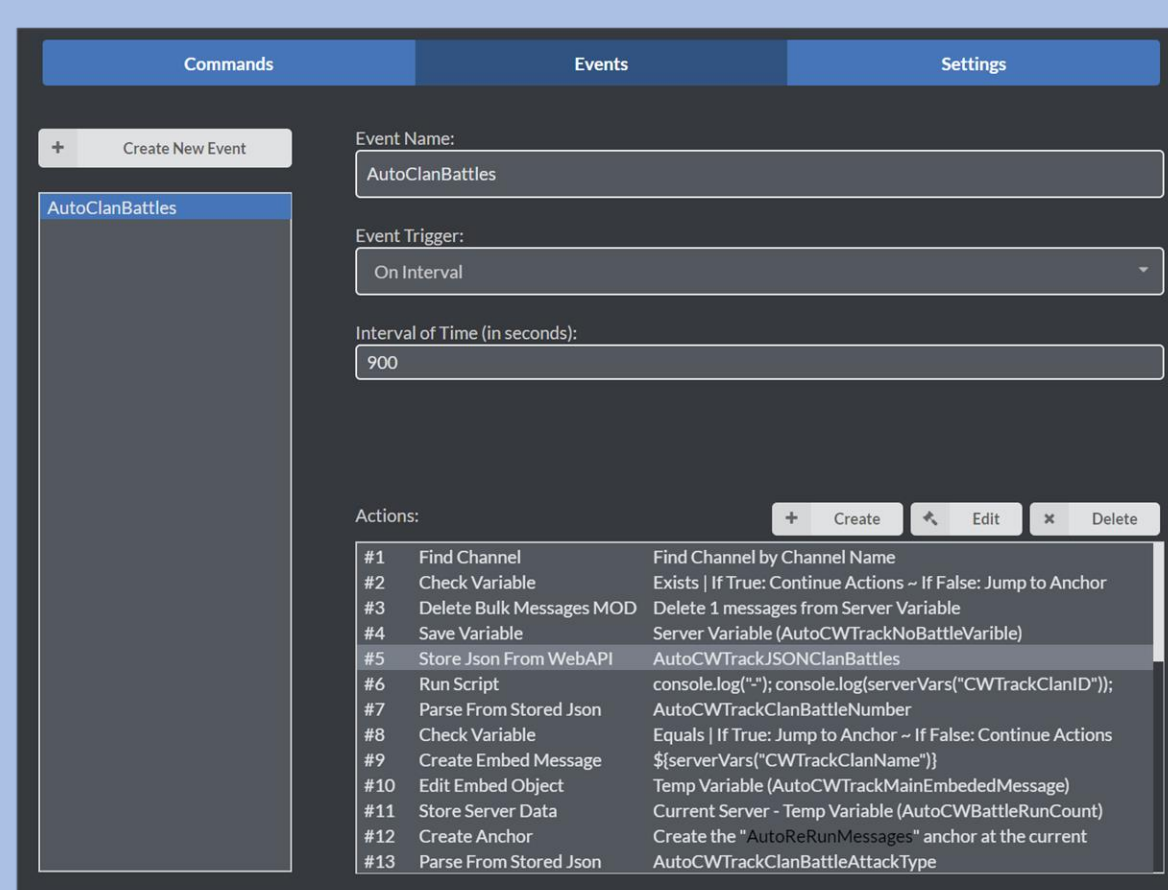 Commands Events Settings
+ Create New Event
AutoClanBattles
Event Name:
AutoClanBattles
Event Trigger:
On Interval
Interval of Time (in seconds):
900
Actions:
+ Create Edit × Delete
#1 Find Channel Find Channel by Channel Name
#2 Check Variable Exists | If True: Continue Actions ~ If False: Jump to Anchor
#3 Delete Bulk Messages MOD Delete 1 messages from Server Variable
#4 Save Variable Server Variable (AutoCWTrackNoBattleVarible)
#5 Store Json From WebAPI AutoCWTrackJSONClanBattles
#6 Run Script console.log("-"); console.log(serverVars("CWTrackClanID"));
#7 Parse From Stored Json AutoCWTrackClanBattleNumber
#8 Check Variable Equals | If True: Jump to Anchor ~ If False: Continue Actions
#9 Create Embed Message ${serverVars("CWTrackClanName")}
#10 Edit Embed Object Temp Variable (AutoCWTrackMainEmbededMessage)
#11 Store Server Data Current Server - Temp Variable (AutoCWBattleRunCount)
#12 Create Anchor Create the "AutoReRunMessages" anchor at the current
#13 Parse From Stored Json AutoCWTrackClanBattleAttackType